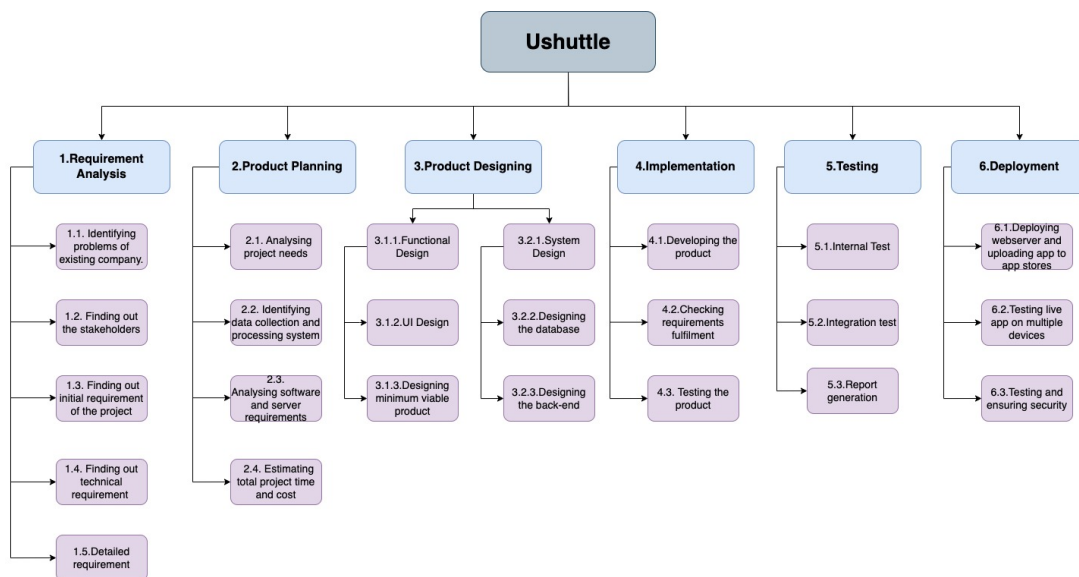 Ushuttle
1.Requirement
Analysis
2.Product Planning
3.Product Designing
4.Implementation
5.Testing
6.Deployment
1.1. Identifying
problems of
existing company.
1.2. Finding out
the stakeholders
1.3. Finding out
initial requirement
of the project
1.4. Finding out
technical
requirement
1.5.Detailed
requirement
2.1. Analysing
project needs
2.2. Identifying
data collection and
processing system
2.3.
Analysing software
and server
requirements
2.4. Estimating
total project time
and cost
3.1.1.Functional
Design
3.1.2.UI Design
3.1.3.Designing
minimum viable
product
3.2.1.System
Design
3.2.2.Designing
the database
3.2.3.Designing
the back-end
4.1.Developing the
product
4.2.Checking
requirements
fulfilment
4.3. Testing the
product
5.1.Internal Test
5.2.Integration test
5.3.Report
generation
6.1.Deploying
webserver and
uploading app to
app stores
6.2.Testing live
app on multiple
devices
6.3.Testing and
ensuring security